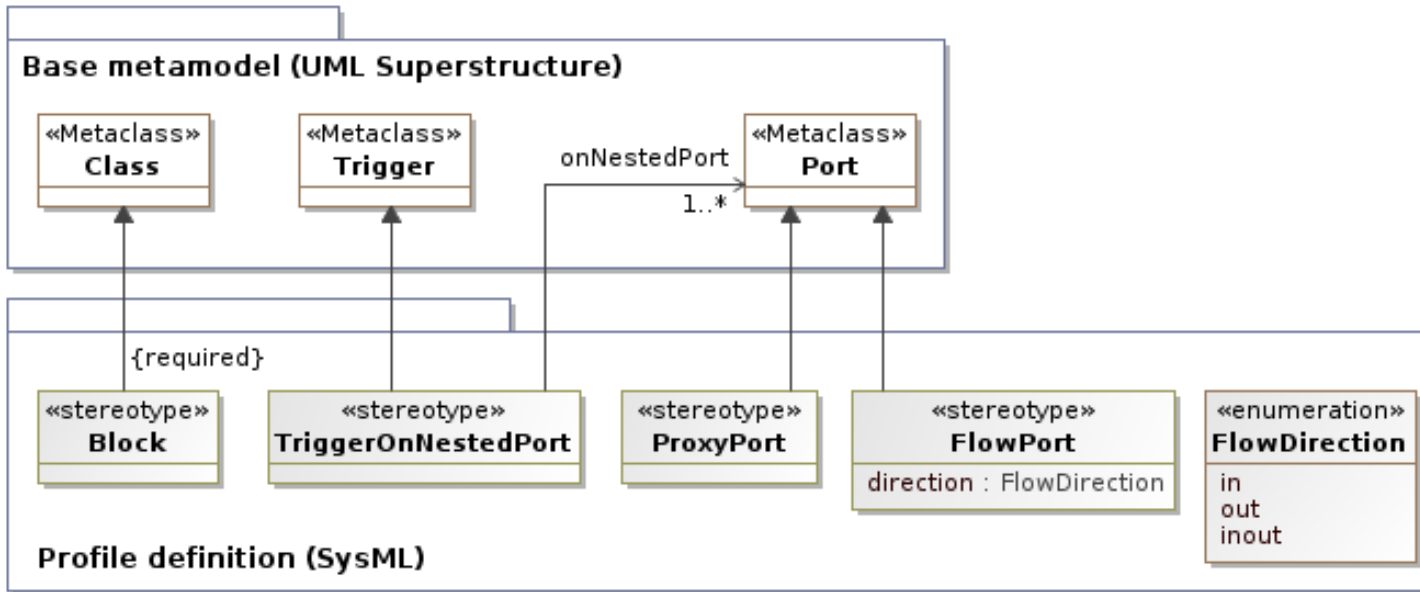 Base metamodel (UML Superstructure)
«Metaclass»
Class
«Metaclass»
Trigger
onNestedPort
1..*
«Metaclass»
Port
{required}
«stereotype»
Block
«stereotype»
TriggerOnNestedPort
«stereotype»
ProxyPort
«stereotype»
FlowPort
direction : FlowDirection
«enumeration»
FlowDirection
in
out
inout
Profile definition (SysML)